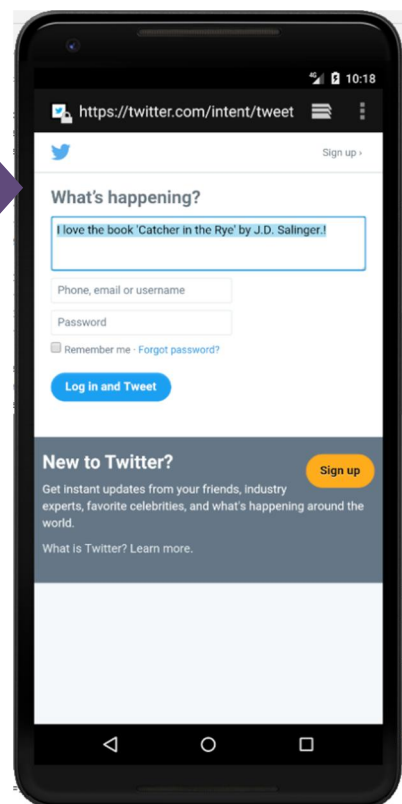 4G 10:18
https://twitter.com/intent/tweet
Sign up ›
What's happening?
I love the book 'Catcher in the Rye' by J.D. Salinger.!
Phone, email or username
Password
Remember me · Forgot password?
Log in and Tweet
New to Twitter?
Sign up
Get instant updates from your friends, industry
experts, favorite celebrities, and what's happening around the
world.
What is Twitter? Learn more.